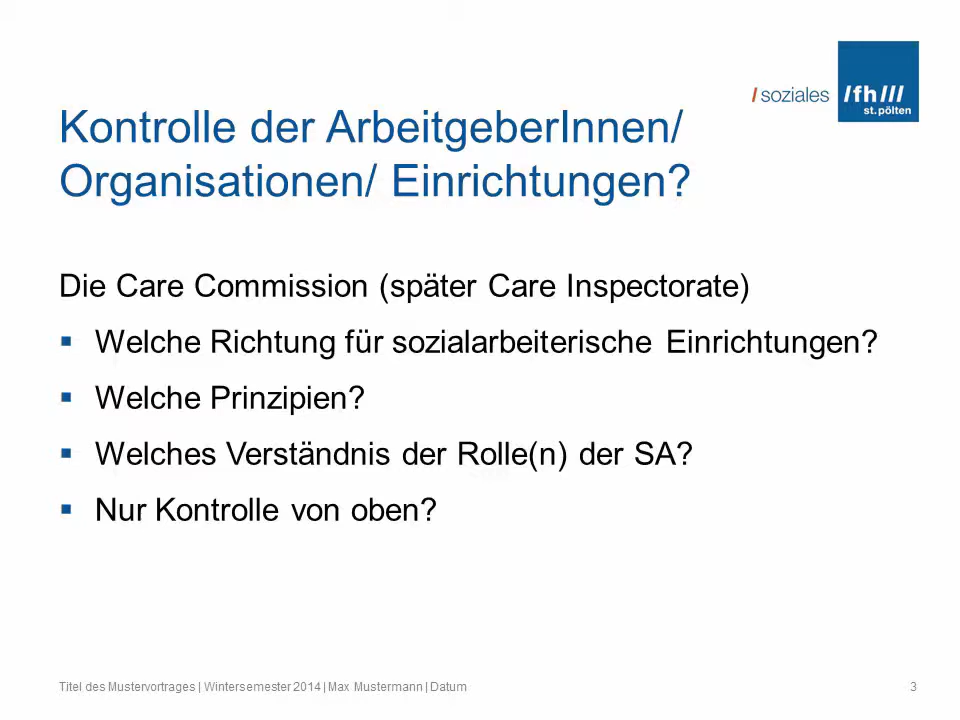 / soziales
/fh///
st.pölten
Kontrolle der ArbeitgeberInnen/
Organisationen/ Einrichtungen?
Die Care Commission (später Care Inspectorate)
Welche Richtung für sozialarbeiterische Einrichtungen?
Welche Prinzipien?
Welches Verständnis der Rolle(n) der SA?
Nur Kontrolle von oben?
Titel des Mustervortrages | Wintersemester 2014 | Max Mustermann | Datum
3